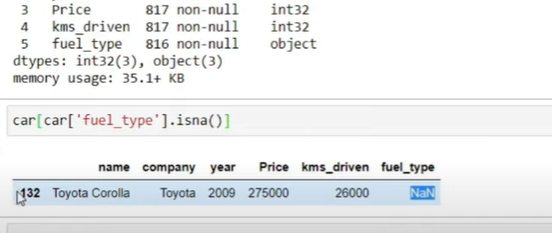 3 Price 817 non-null int32
4 kms_driven 817 non-null int32
5 fuel_type 816 non-null object
dtypes: int32(3), object(3)
memory usage: 35.1+ KB
car[car['fuel_type'].isna()]
name company year Price kms_driven fuel_type
132 Toyota Corolla Toyota 2009 275000 26000 NaN